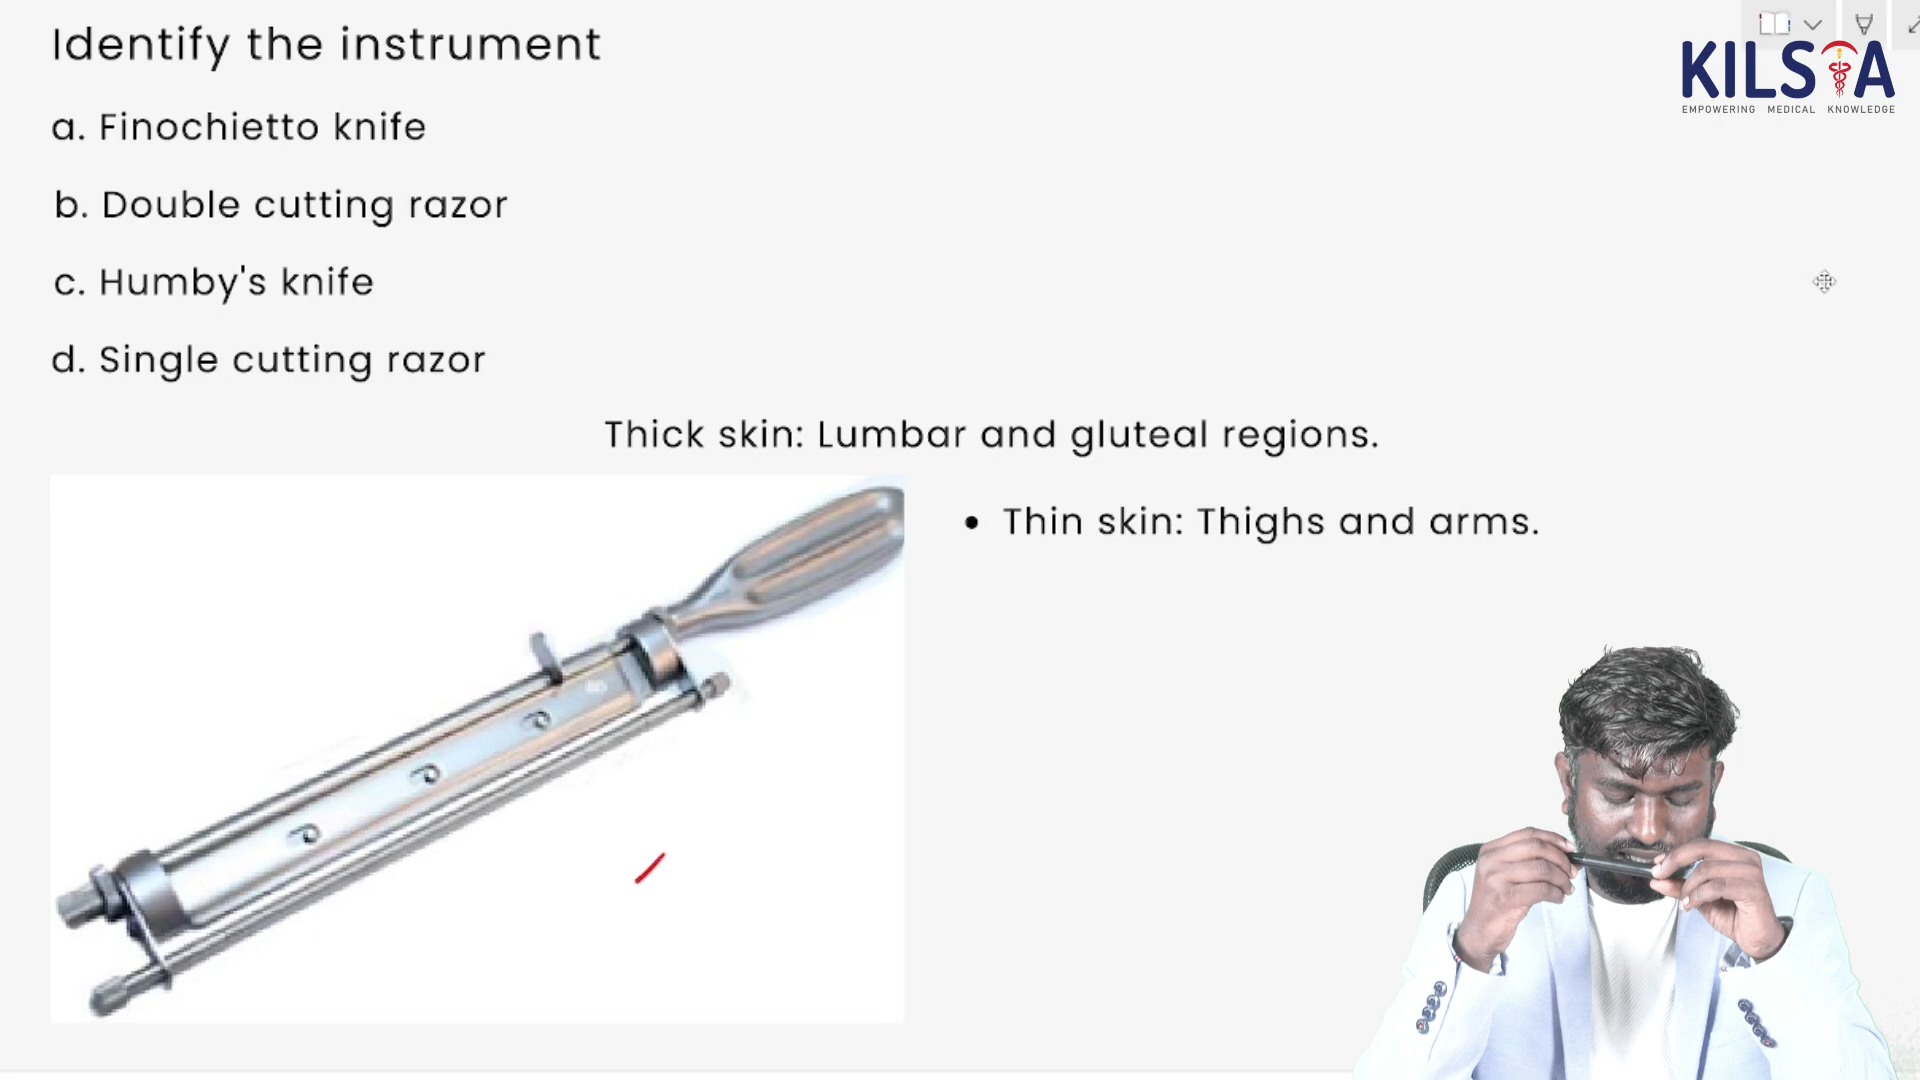 Identify the instrument
a. Finochietto knife
b. Double cutting razor
c. Humby's knife
d. Single cutting razor
Thick skin: Lumbar and gluteal regions.
• Thin skin: Thighs and arms.
KILSTA
EMPOWERING MEDICAL KNOWLEDGE